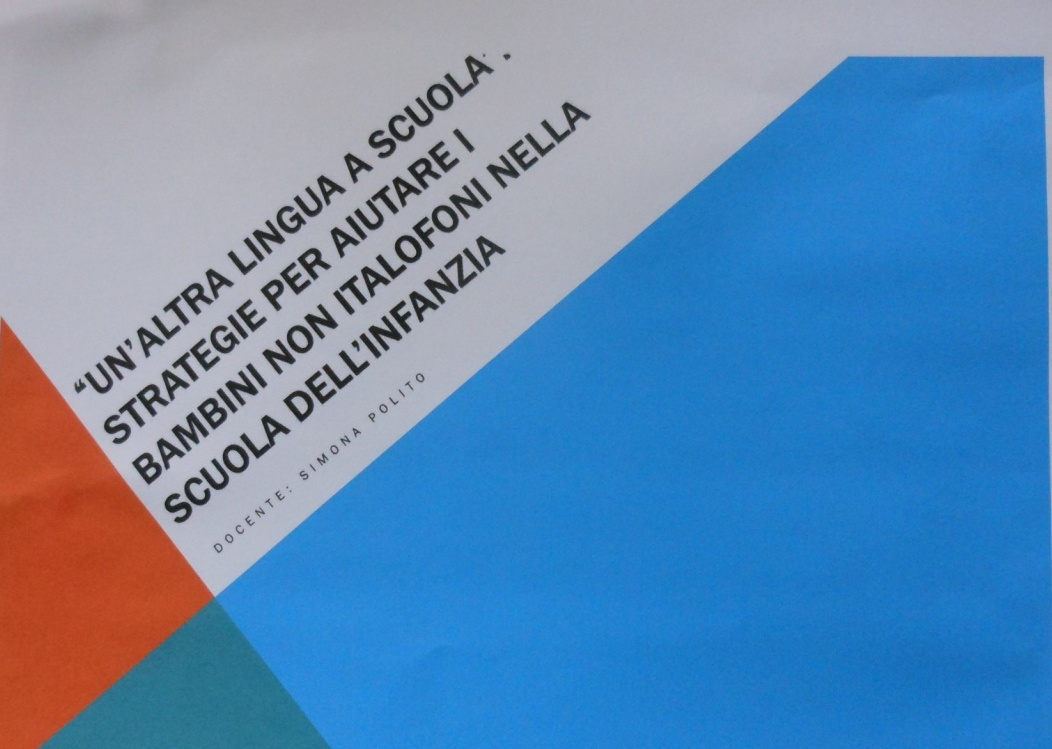 “UN’ALTRA LINGUA A SCUOLA”.
STRATEGIE PER AIUTARE I
BAMBINI NON ITALOFONI NELLA
SCUOLA DELL’INFANZIA
DOCENTE: SIMONA POLITO